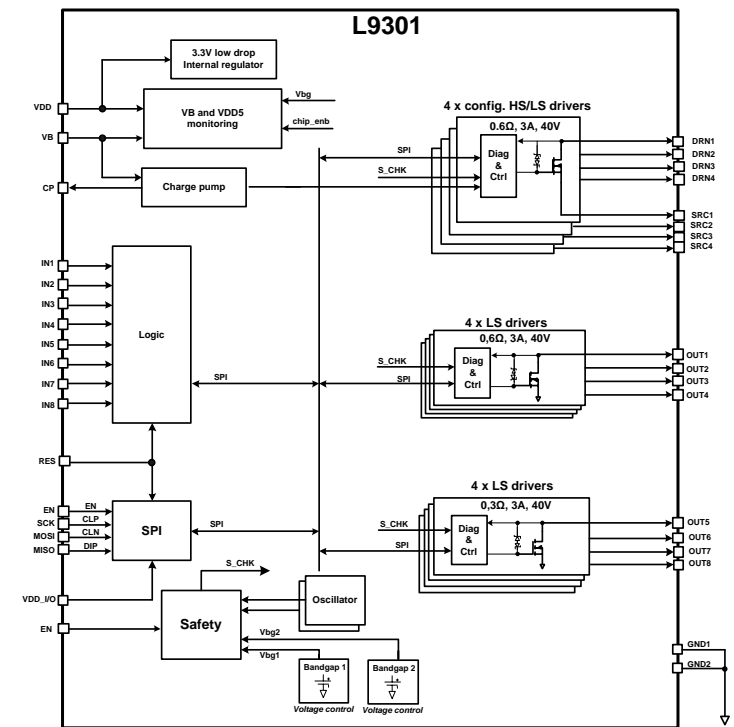 L9301
3.3V low drop
Internal regulator
VDD
VB and VDD5
monitoring
Vbg
chip_enb
VB
CP
Charge pump
4 x config. HS/LS drivers
0.6Ω, 3A, 40V
SPI
S_CHK
Diag
&
Ctrl
DRN1
DRN2
DRN3
DRN4
SRC1
SRC2
SRC3
SRC4
IN1
IN2
IN3
IN4
IN5
IN6
IN7
IN8
Logic
SPI
4 x LS drivers
0,6Ω, 3A, 40V
S_CHK
SPI
Diag
&
Ctrl
OUT1
OUT2
OUT3
OUT4
RES
EN
SCK
MOSI
MISO
EN
CLP
CLN
DIP
SPI
SPI
4 x LS drivers
0,3Ω, 3A, 40V
S_CHK
SPI
Diag
&
Ctrl
OUT5
OUT6
OUT7
OUT8
VDD_I/O
EN
S_CHK
Safety
Oscillator
Vbg2
Vbg1
Bandgap 1
Voltage control
Bandgap 2
Voltage control
GND1
GND2